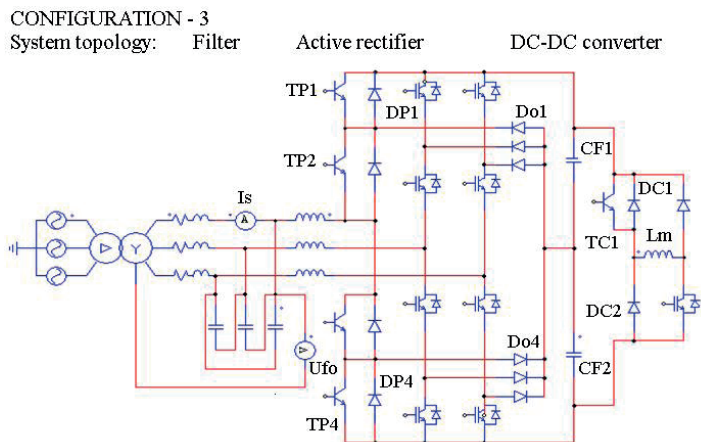 CONFIGURATION - 3
System topology: Filter Active rectifier DC-DC converter
TP1
DP1
Do1
TP2
CF1
Is
DC1
A
TC1
Lm
Y
DC2
Do4
Ufo
DP4
CF2
TP4